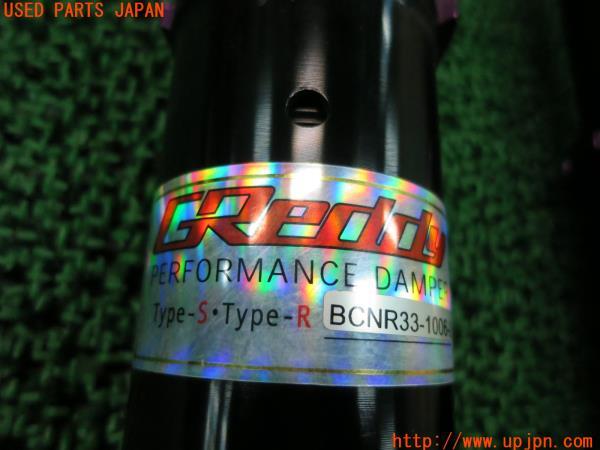 USED PARTS JAPAN
GReddy
PERFORMANCE DAMPE
Type-S・Type-R BCNR33-1006-
http://www.upjpn.com